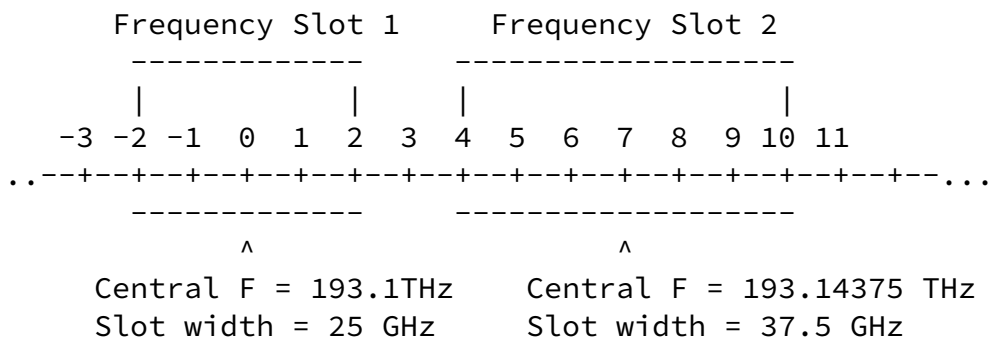 Frequency Slot 1     Frequency Slot 2
-------------     -------------------
|           |     |                 |
-3 -2 -1  0  1  2  3  4  5  6  7  8  9 10 11
..--+--+--+--+--+--+--+--+--+--+--+--+--+--+--+--...
-------------     -------------------
^                    ^
Central F = 193.1THz    Central F = 193.14375 THz
Slot width = 25 GHz     Slot width = 37.5 GHz